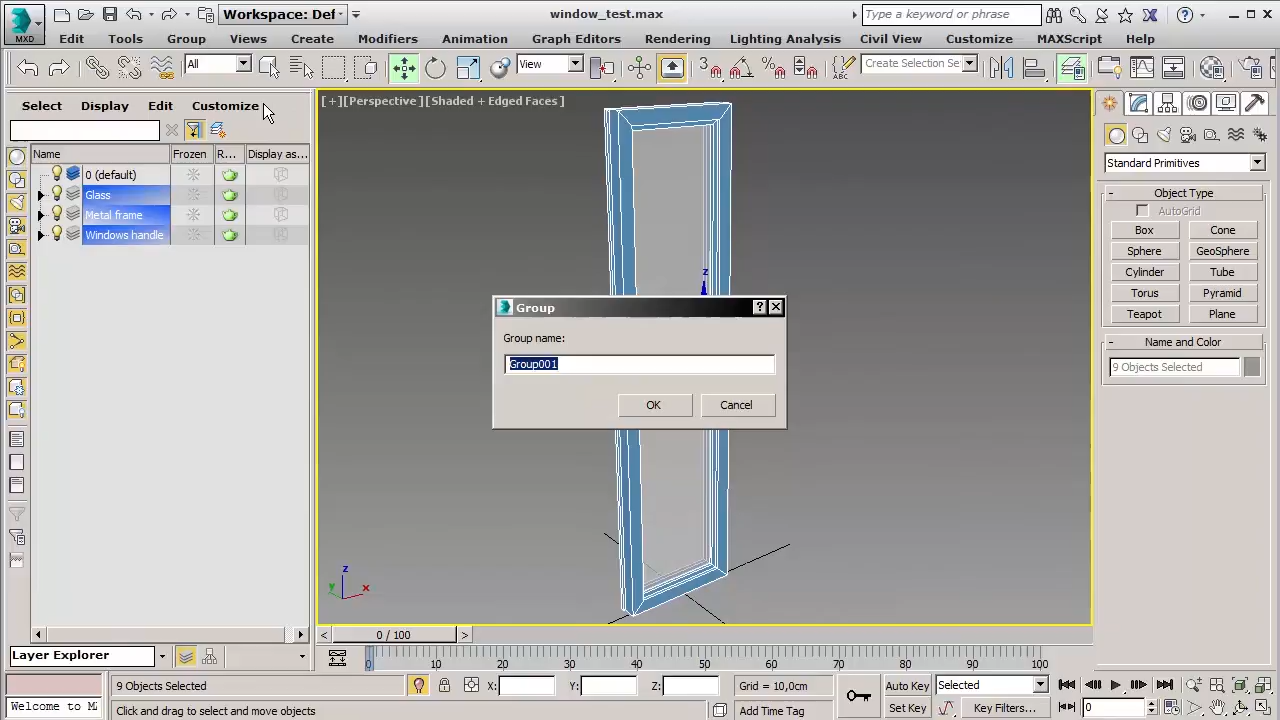 Workspace: Def
window_test.max
Type a keyword or phrase
MXD
Edit Tools Group Views Create Modifiers Animation Graph Editors Rendering Lighting Analysis Civil View Customize MAXScript Help
All
View
3
Create Selection Se
Select Display Edit Customize
[+][Perspective][Shaded + Edged Faces]
Name Frozen R... Display as...
0 (default)
Glass
Metal frame
Windows handle
Standard Primitives
- Object Type
AutoGrid
Box Cone
Sphere GeoSphere
Cylinder Tube
Torus Pyramid
Teapot Plane
- Name and Color
9 Objects Selected
z
Group
Group name:
Group001
OK Cancel
z
y x
< 0 / 100 >
Layer Explorer
0 10 20 30 40 50 60 70 80 90 100
9 Objects Selected X: Y: Z: Grid = 10,0cm Auto Key Selected
Welcome to MA Click and drag to select and move objects Add Time Tag Set Key Key Filters... 0